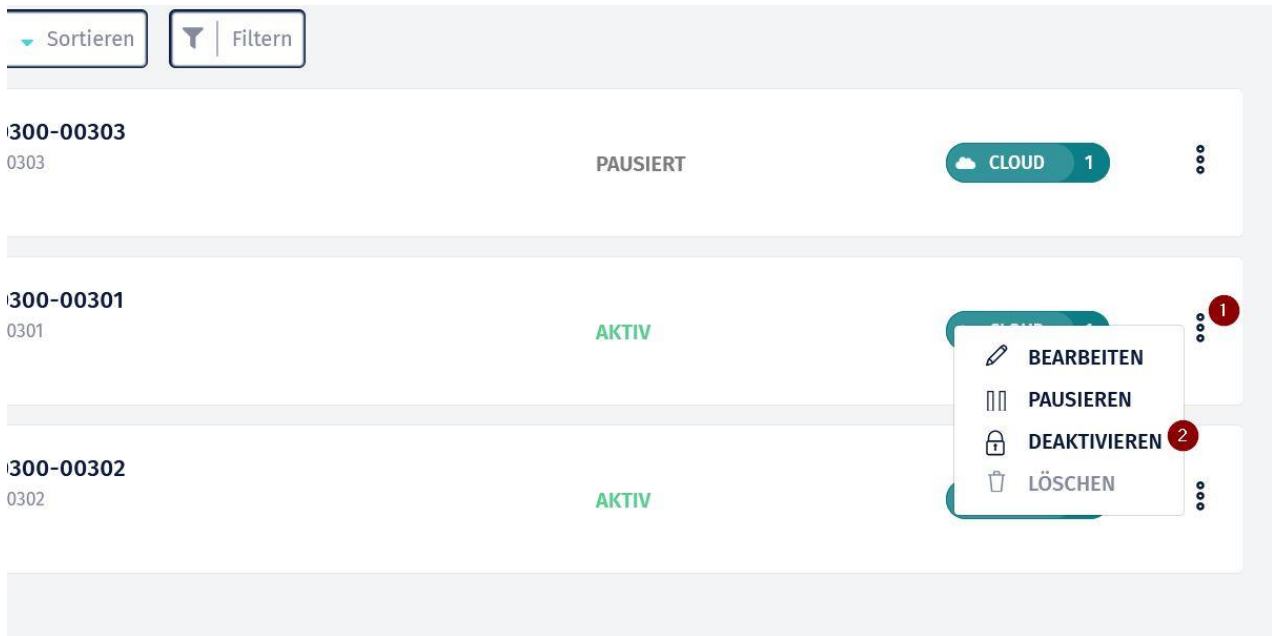 Sortieren Filtern
300-00303
0303
PAUSIERT
CLOUD 1
300-00301
0301
AKTIV
1
BEARBEITEN
PAUSIEREN
DEAKTIVIEREN 2
LÖSCHEN
300-00302
0302
AKTIV